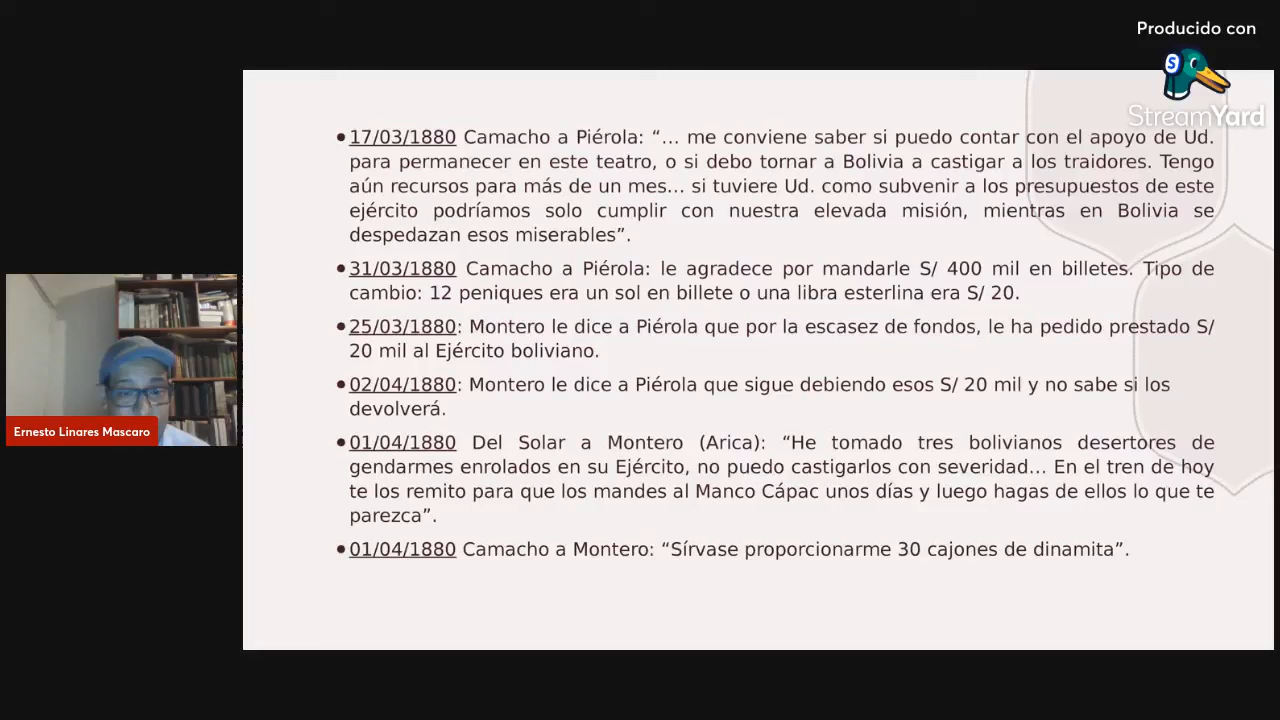 Producido con
StreamYard
•17/03/1880 Camacho a Piérola: “… me conviene saber si puedo contar con el apoyo de Ud.
para permanecer en este teatro, o si debo tornar a Bolivia a castigar a los traidores. Tengo
aún recursos para más de un mes… si tuviere Ud. como subvenir a los presupuestos de este
ejército podríamos solo cumplir con nuestra elevada misión, mientras en Bolivia se
despedazan esos miserables”.
•31/03/1880 Camacho a Piérola: le agradece por mandarle S/ 400 mil en billetes. Tipo de
cambio: 12 peniques era un sol en billete o una libra esterlina era S/ 20.
•25/03/1880: Montero le dice a Piérola que por la escasez de fondos, le ha pedido prestado S/
20 mil al Ejército boliviano.
•02/04/1880: Montero le dice a Piérola que sigue debiendo esos S/ 20 mil y no sabe si los
devolverá.
•01/04/1880 Del Solar a Montero (Arica): “He tomado tres bolivianos desertores de
gendarmes enrolados en su Ejército, no puedo castigarlos con severidad… En el tren de hoy
te los remito para que los mandes al Manco Cápac unos días y luego hagas de ellos lo que te
parezca”.
•01/04/1880 Camacho a Montero: “Sírvase proporcionarme 30 cajones de dinamita”.
Ernesto Linares Mascaro